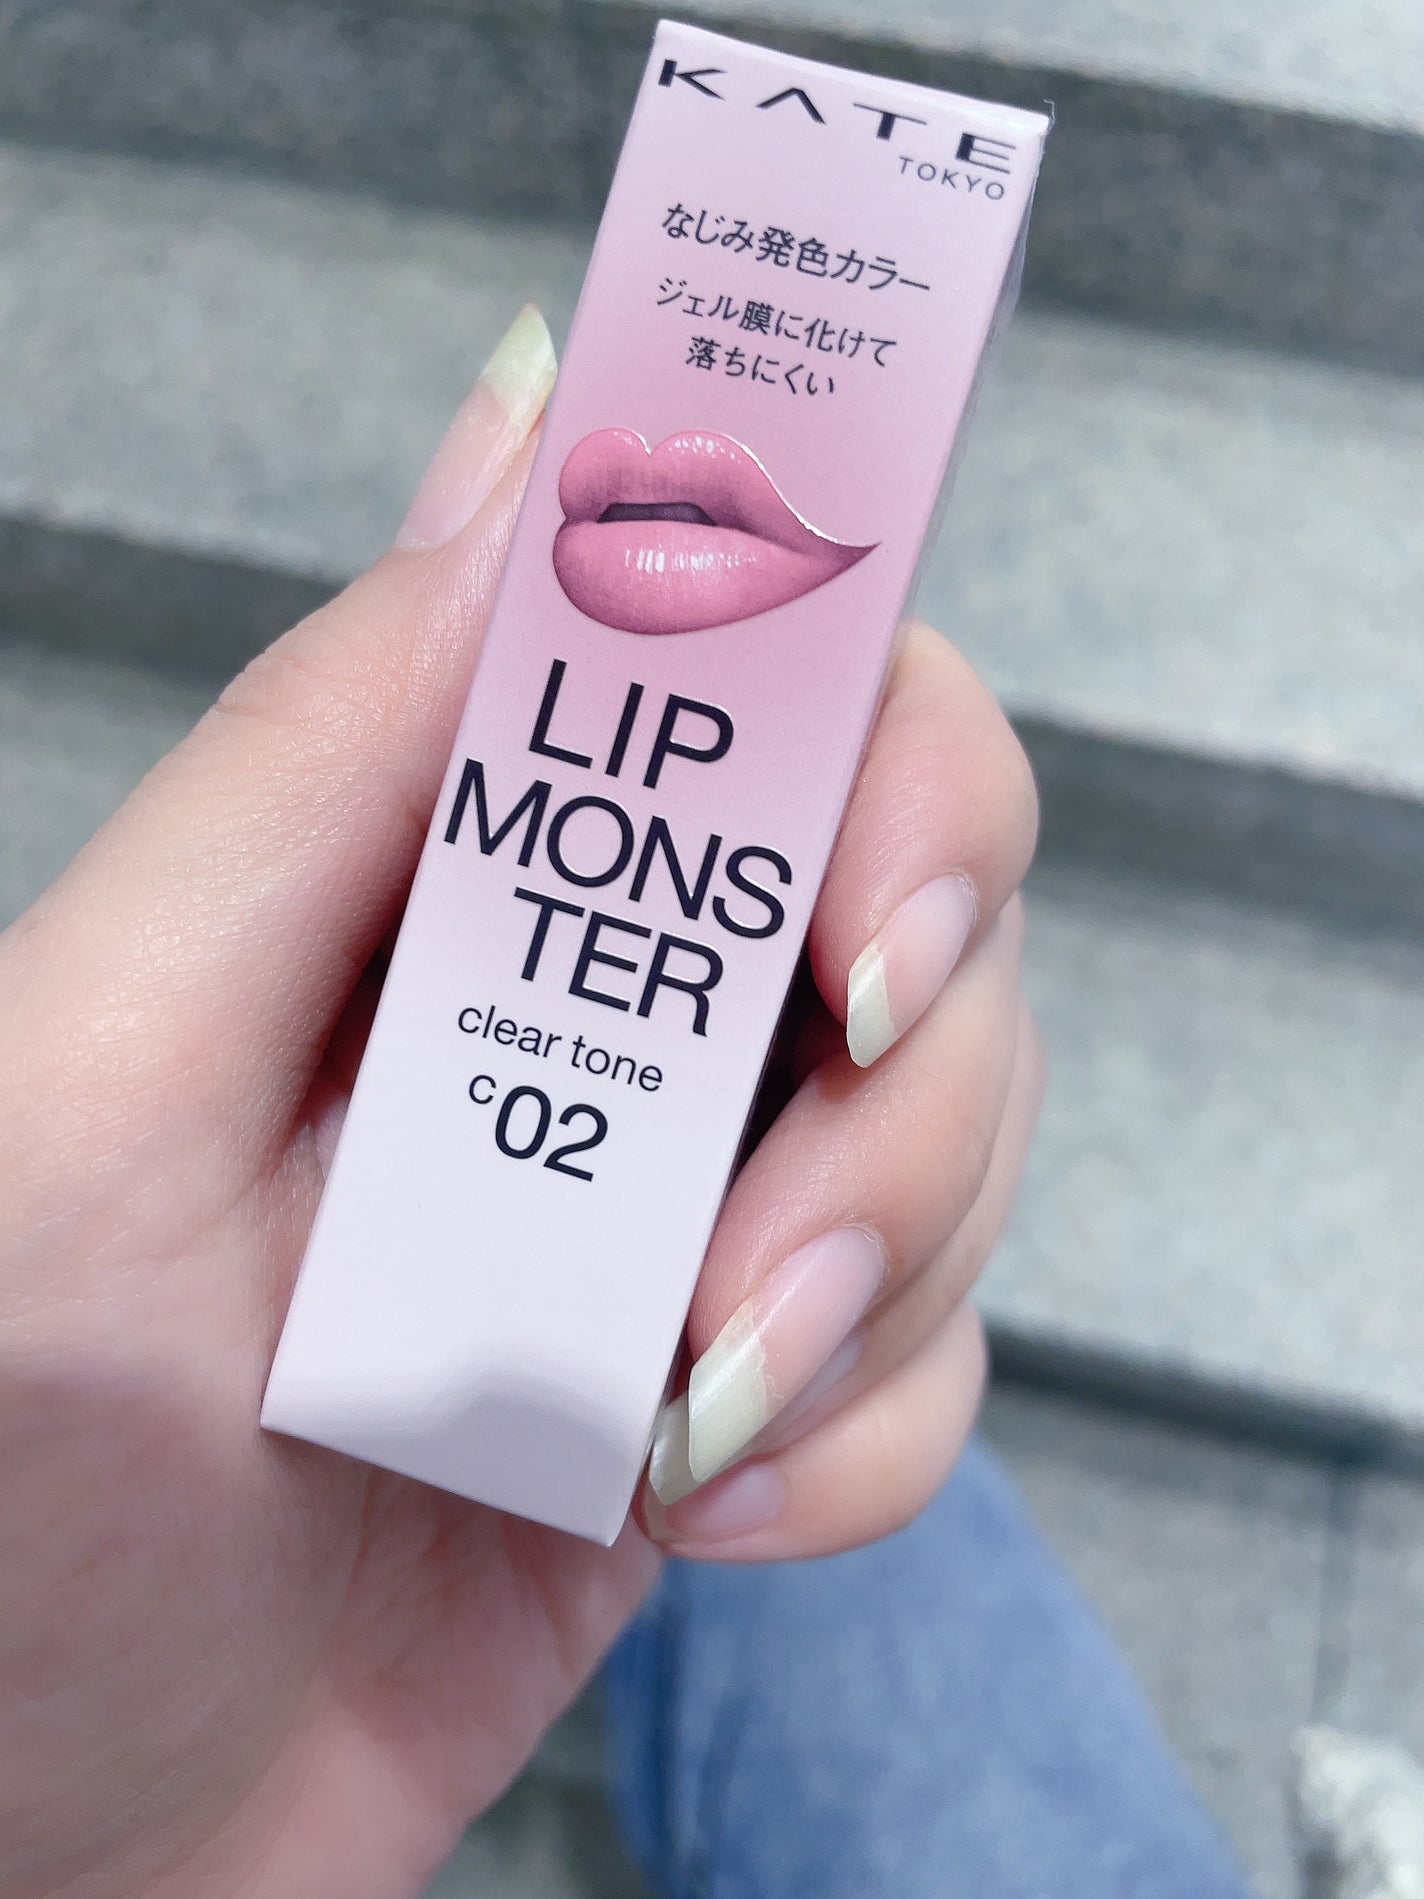 KATE
TOKYO
なじみ発色カラー
ジェル膜に化けて
落ちにくい
LIP
MONS
TER
clear tone
c02